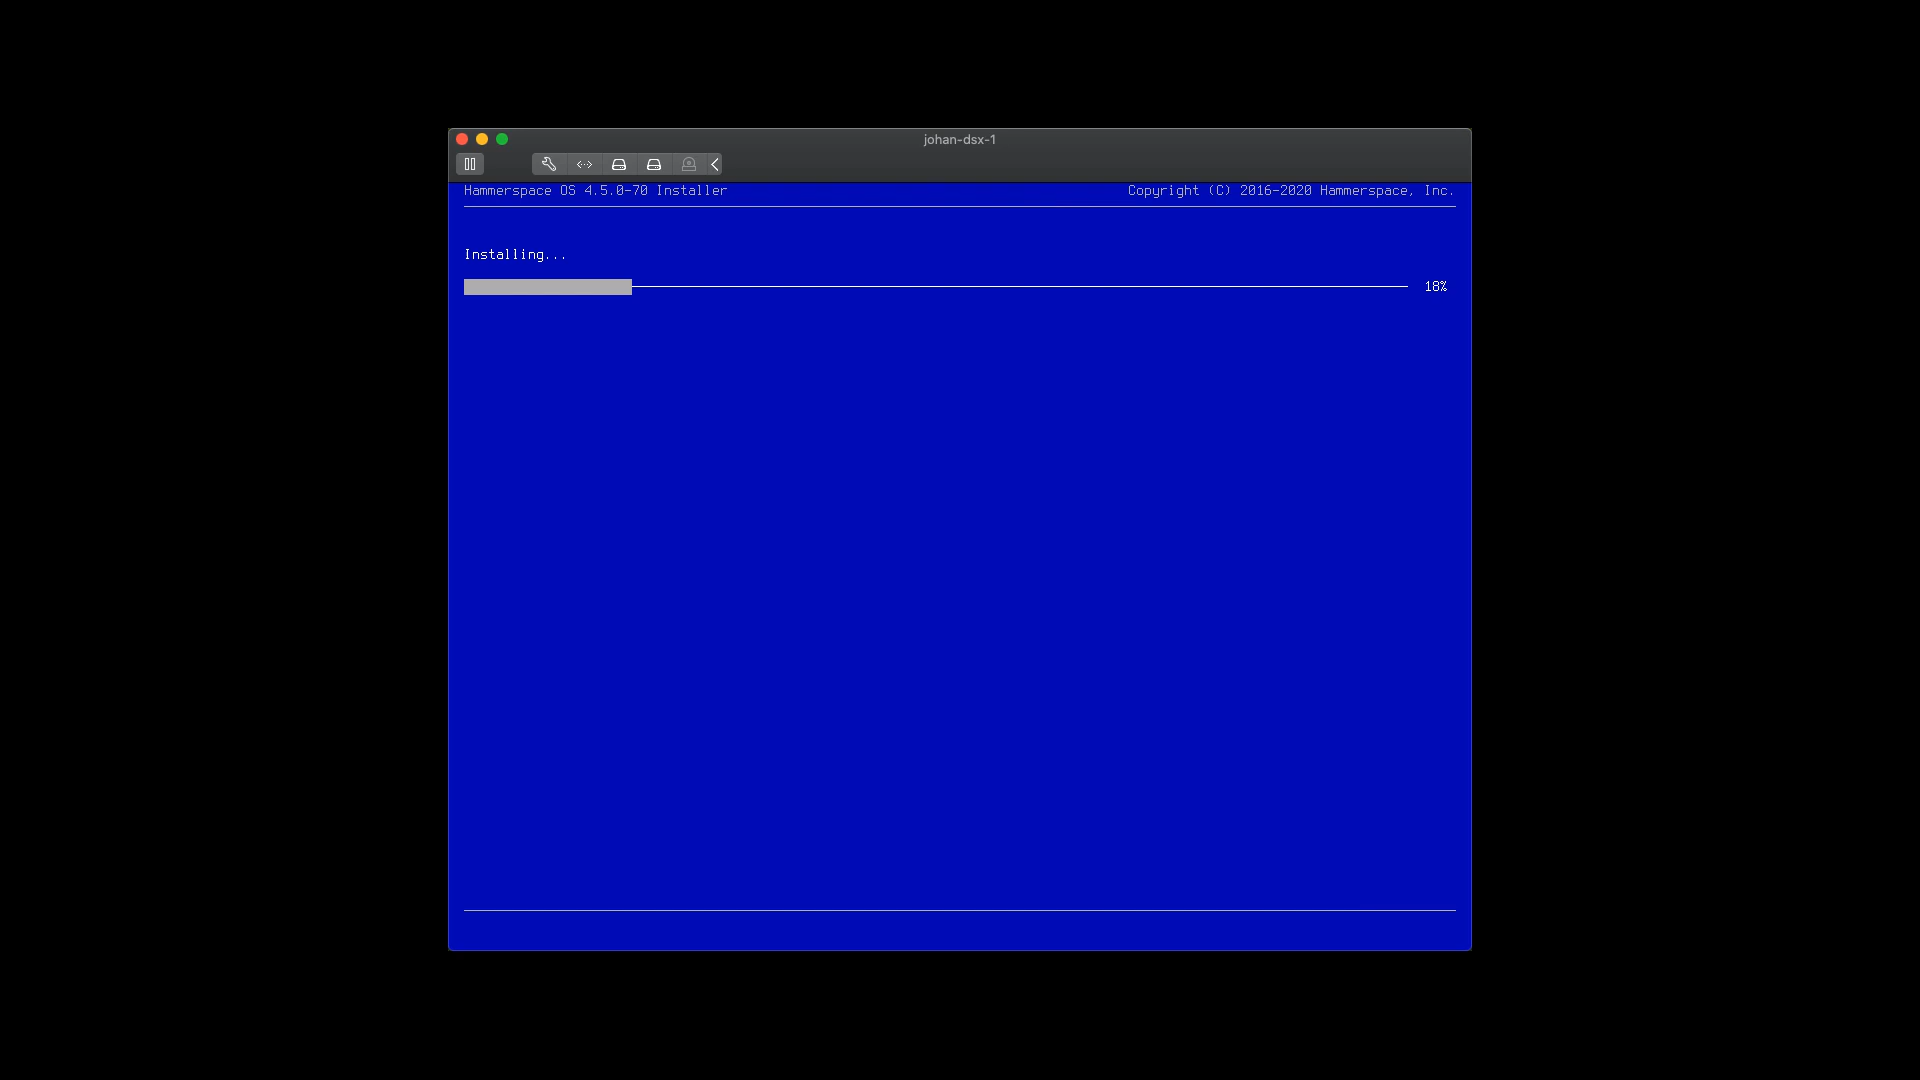 johan-dsx-1
Hammerspace OS 4.5.0-70 Installer
Copyright (C) 2016-2020 Hammerspace, Inc.
Installing...
18%